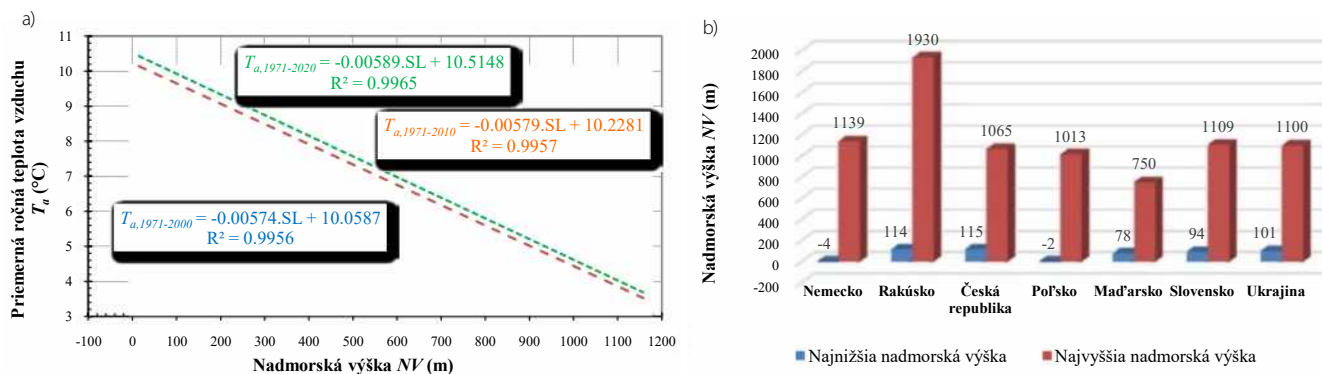 a)
11
10
9
8
7
6
5
4
3
Priemerná ročná teplota vzduchu
Ta (°C)
Ta,1971-2020 = -0.00589.SL + 10.5148
R² = 0.9965
Ta,1971-2010 = -0.00579.SL + 10.2281
R² = 0.9957
Ta,1971-2000 = -0.00574.SL + 10.0587
R² = 0.9956
-100 0 100 200 300 400 500 600 700 800 900 1000 1100 1200
Nadmorská výška NV (m)
b)
Nadmorská výška NV (m)
2000
1800
1600
1400
1200
1000
800
600
400
200
0
-200
1139
1930
1065
1013
750
1109
1100
-4
114
115
-2
78
94
101
Nemecko Rakúsko Česká Poľsko Maďarsko Slovensko Ukrajina
republika
Najnižšia nadmorská výška Najvyššia nadmorská výška